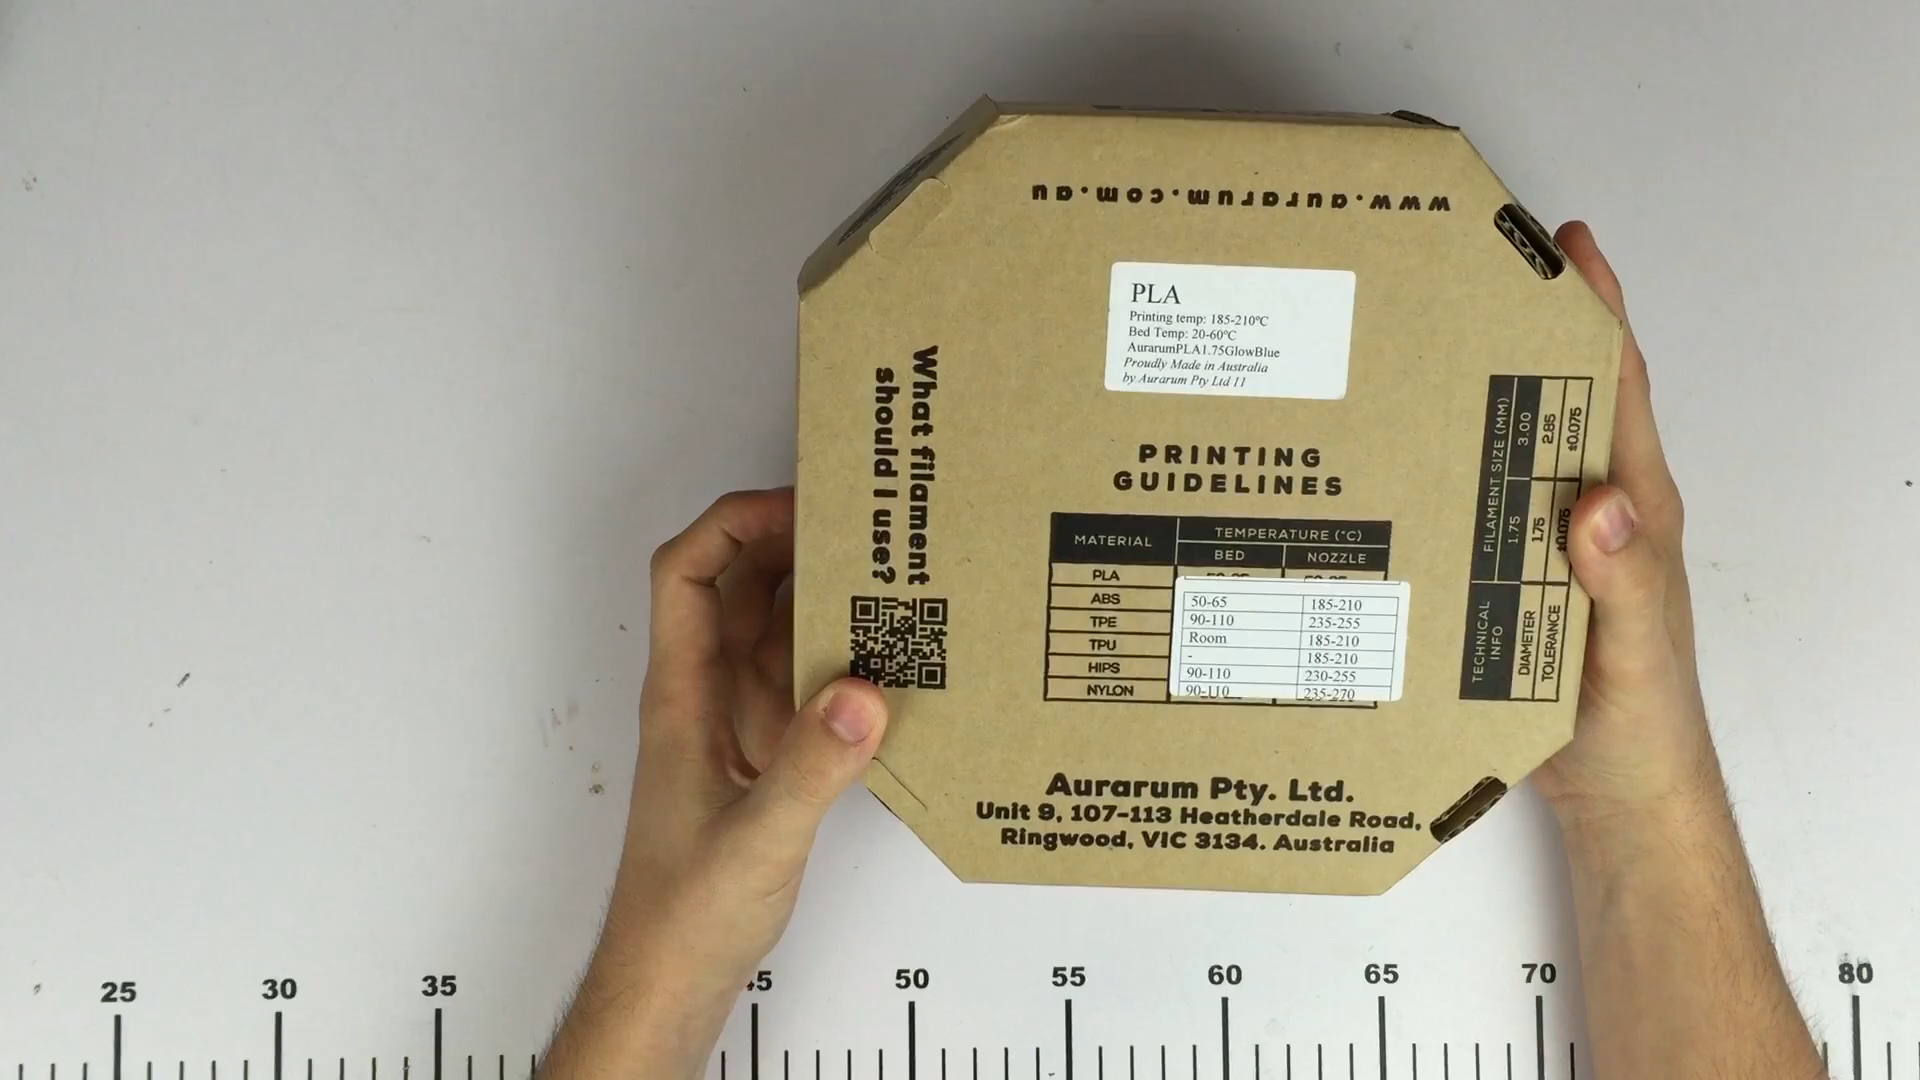 www.aurarum.com.au
PLA
Printing temp: 185-210ºC
Bed Temp: 20-60ºC
AurarumPLA1.75GlowBlue
Proudly Made in Australia
by Aurarum Pty Ltd 11
What filament
should I use?
PRINTING
GUIDELINES
MATERIAL TEMPERATURE (°C)
BED NOZZLE
PLA 50-65 185-210
ABS 90-110 235-255
TPE Room 185-210
TPU - 185-210
HIPS 90-110 230-255
NYLON 90-110 235-270
TECHNICAL INFO FILAMENT SIZE (MM)
1.75 3.00
DIAMETER 1.75 2.85
TOLERANCE ±0.075 ±0.075
Aurarum Pty. Ltd.
Unit 9, 107-113 Heatherdale Road,
Ringwood, VIC 3134. Australia
25 30 35 45 50 55 60 65 70 80